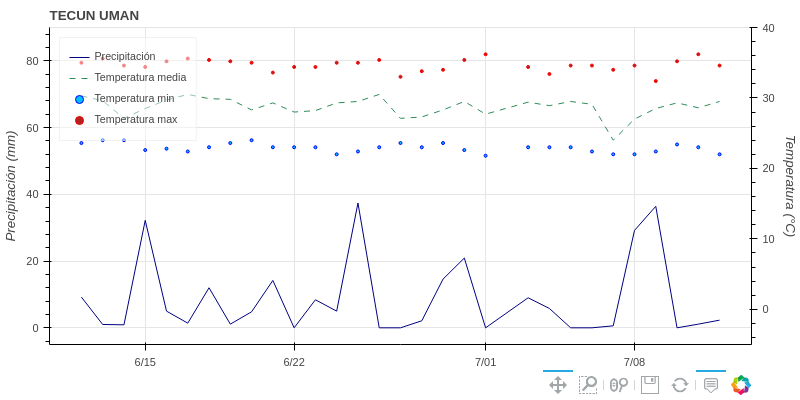 TECUN UMAN
Precipitación
Temperatura media
Temperatura min
Temperatura max
Precipitación (mm)
80
60
40
20
0
Temperatura (°C)
40
30
20
10
0
6/15
6/22
7/01
7/08